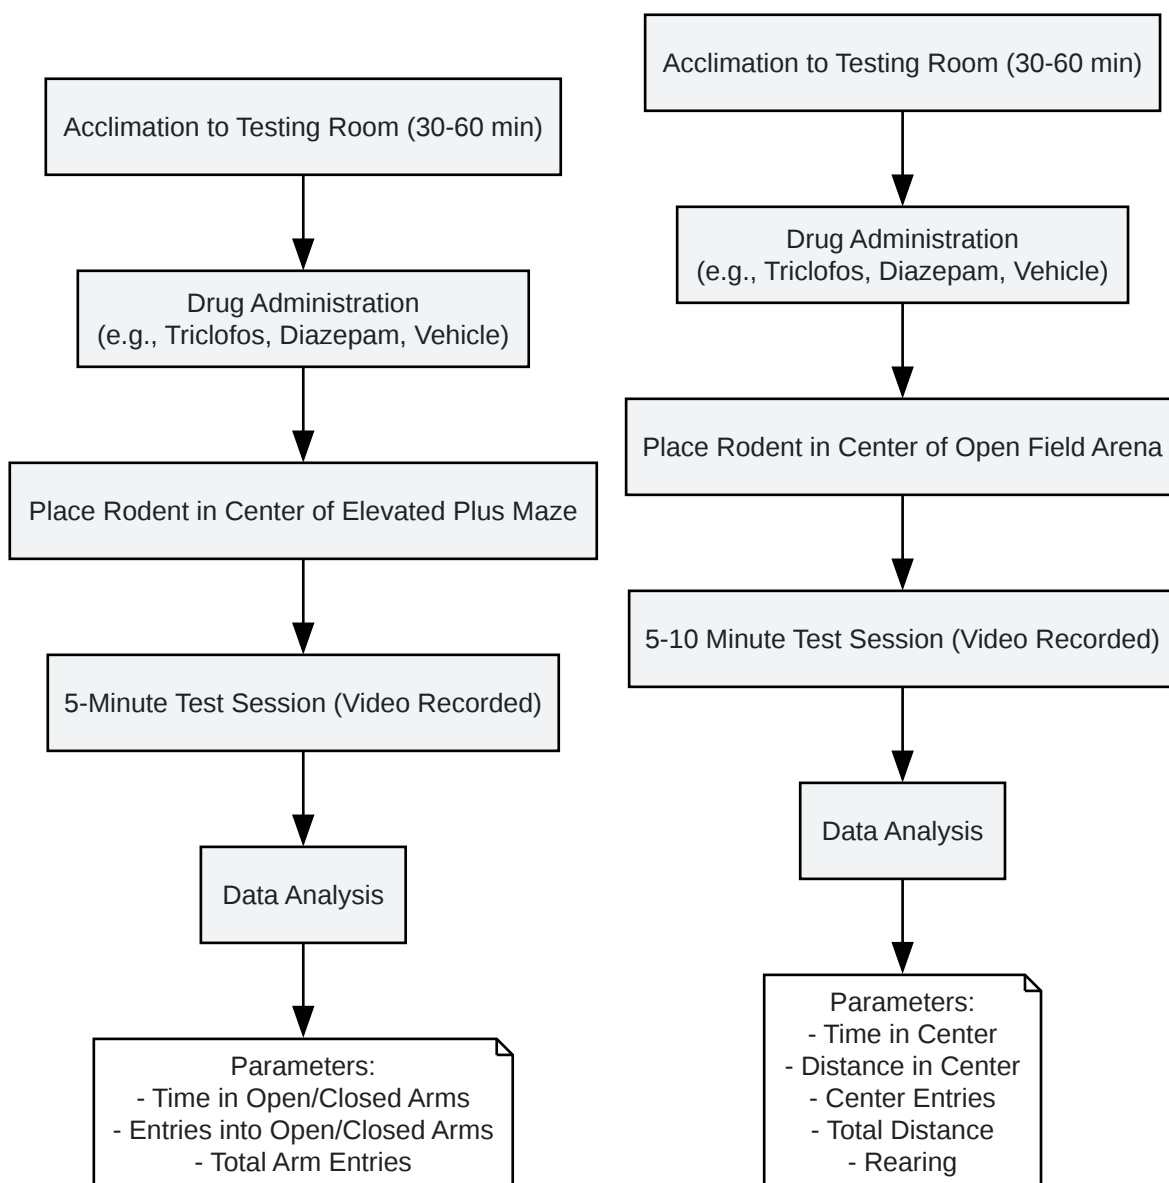 Acclimation to Testing Room (30-60 min)
Drug Administration
(e.g., Triclofos, Diazepam, Vehicle)
Place Rodent in Center of Elevated Plus Maze
5-Minute Test Session (Video Recorded)
Data Analysis
Parameters:
- Time in Open/Closed Arms
- Entries into Open/Closed Arms
- Total Arm Entries
Acclimation to Testing Room (30-60 min)
Drug Administration
(e.g., Triclofos, Diazepam, Vehicle)
Place Rodent in Center of Open Field Arena
5-10 Minute Test Session (Video Recorded)
Data Analysis
Parameters:
- Time in Center
- Distance in Center
- Center Entries
- Total Distance
- Rearing